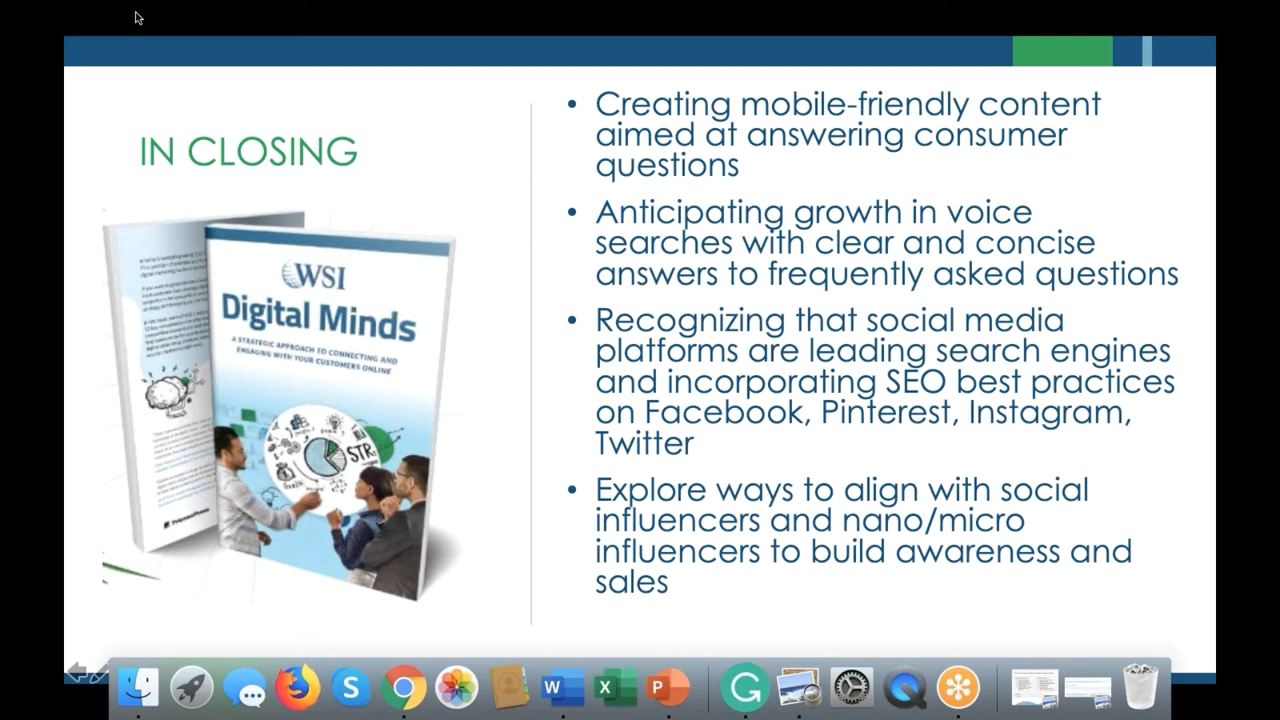 IN CLOSING
WSI
Digital Minds
A STRATEGIC APPROACH TO CONNECTING AND
ENGAGING WITH YOUR CUSTOMERS ONLINE
STR
• Creating mobile-friendly content
aimed at answering consumer
questions
• Anticipating growth in voice
searches with clear and concise
answers to frequently asked questions
• Recognizing that social media
platforms are leading search engines
and incorporating SEO best practices
on Facebook, Pinterest, Instagram,
Twitter
• Explore ways to align with social
influencers and nano/micro
influencers to build awareness and
sales